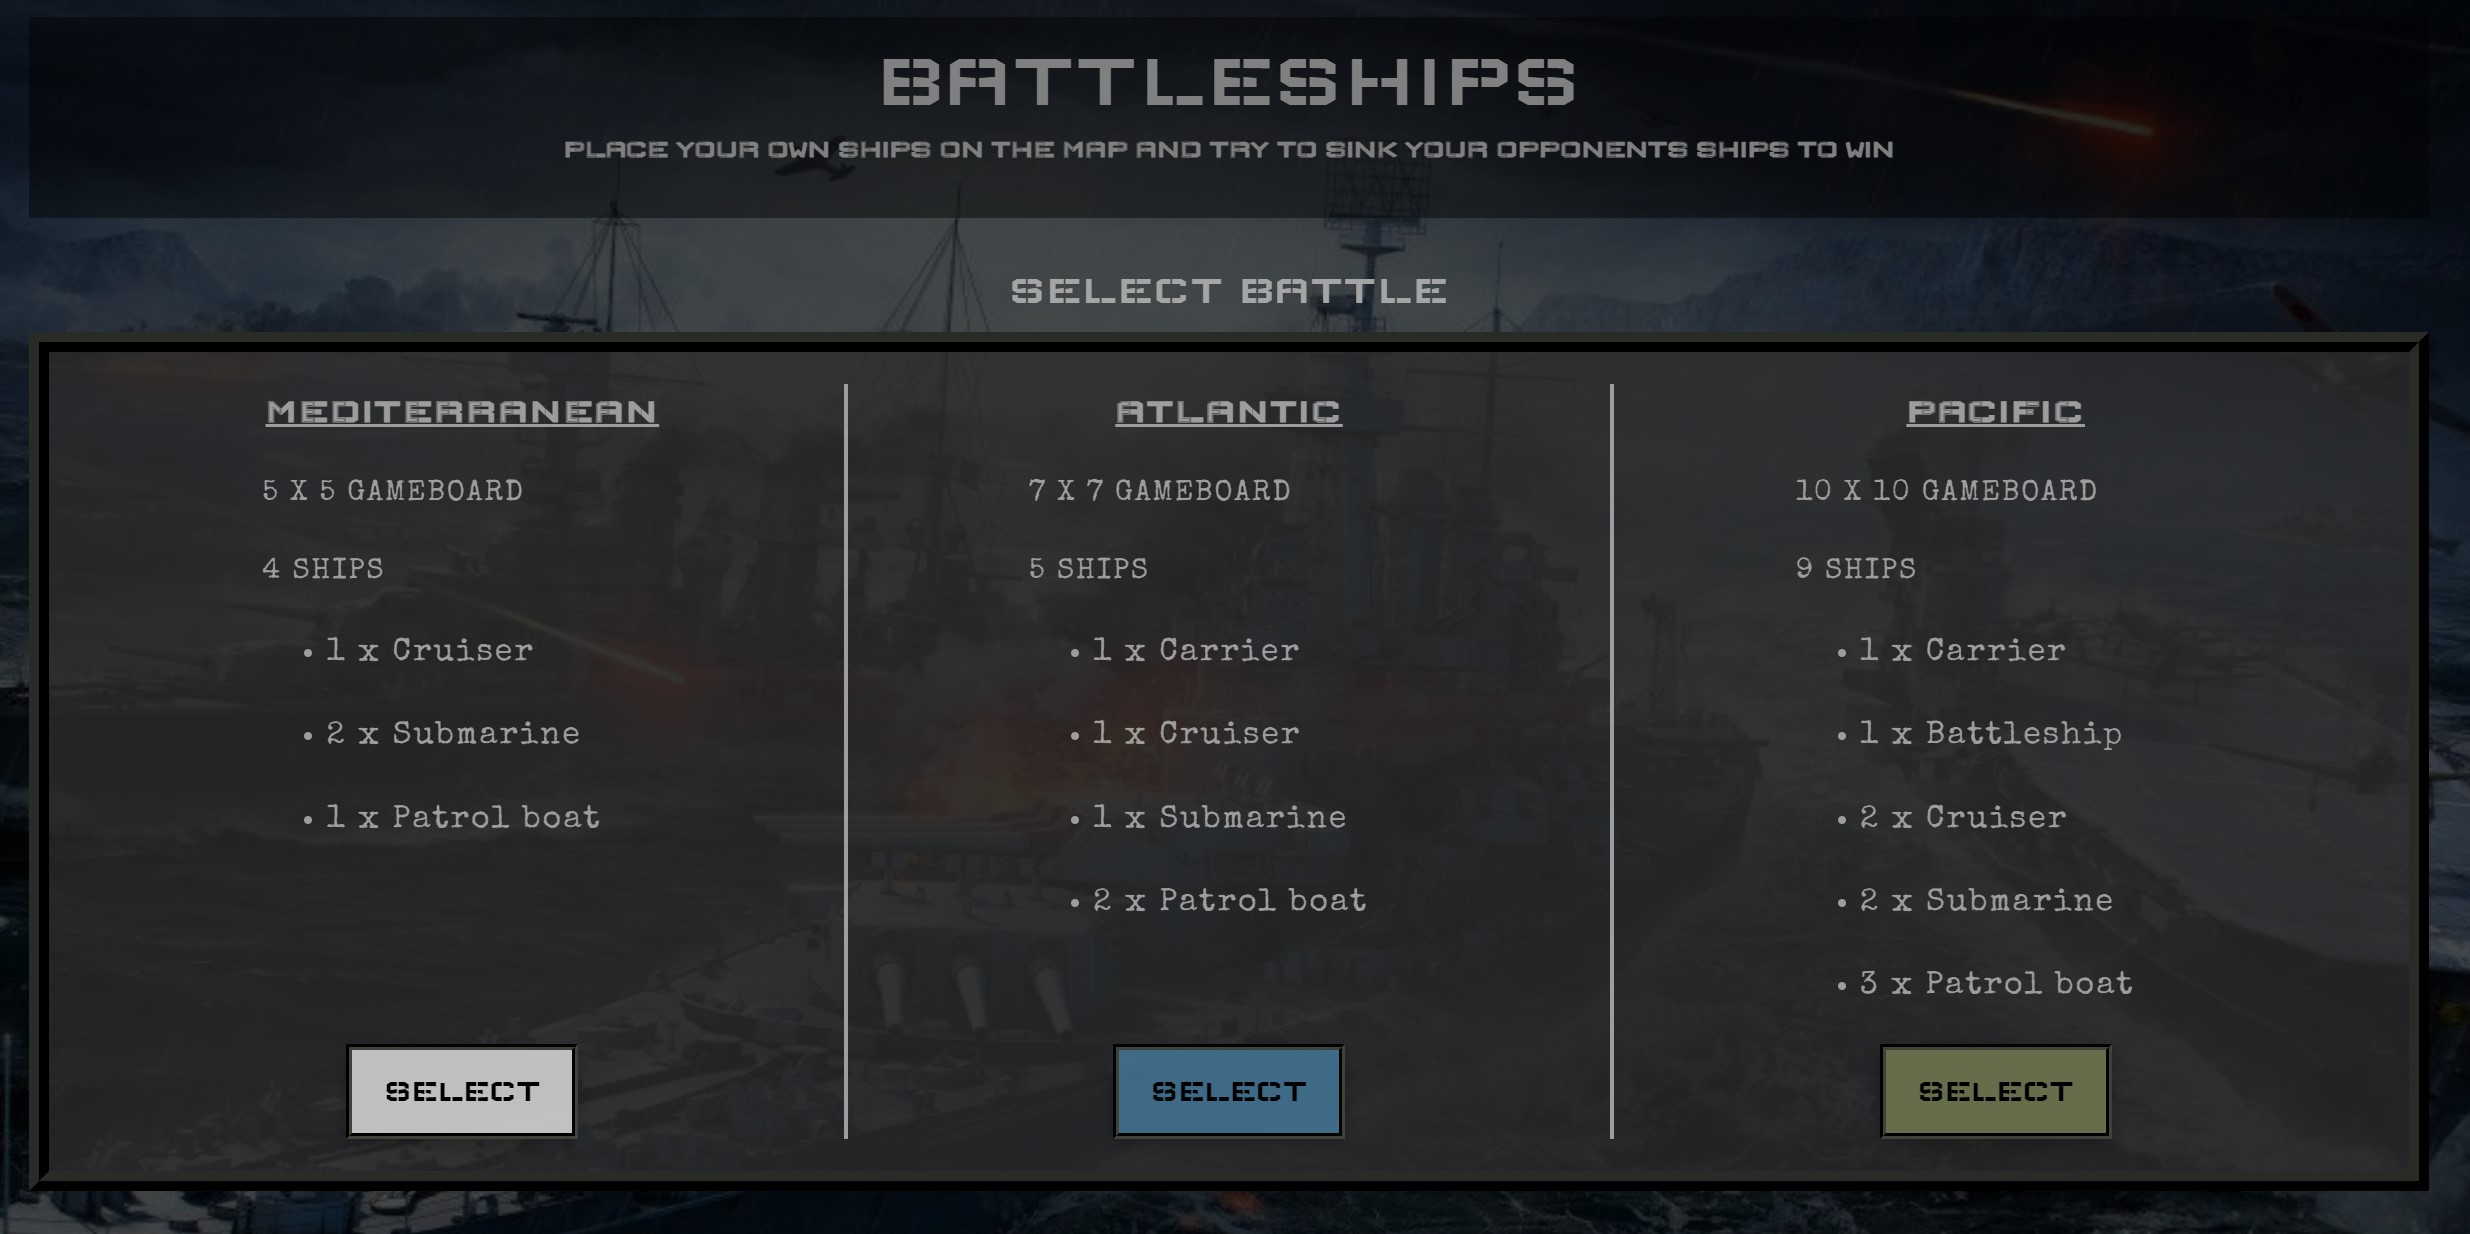 BATTLESHIPS
PLACE YOUR OWN SHIPS ON THE MAP AND TRY TO SINK YOUR OPPONENTS SHIPS TO WIN
SELECT BATTLE
MEDITERRANEAN
5 X 5 GAMEBOARD
4 SHIPS
• 1 x Cruiser
• 2 x Submarine
• 1 x Patrol boat
SELECT
ATLANTIC
7 X 7 GAMEBOARD
5 SHIPS
• 1 x Carrier
• 1 x Cruiser
• 1 x Submarine
• 2 x Patrol boat
SELECT
PACIFIC
10 X 10 GAMEBOARD
9 SHIPS
• 1 x Carrier
• 1 x Battleship
• 2 x Cruiser
• 2 x Submarine
• 3 x Patrol boat
SELECT